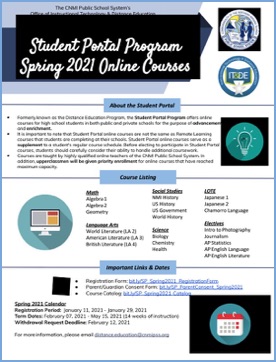 The CNMI Public School System's
Office of Instructional Technology & Distance Education
Student Portal Program
Spring 2021 Online Courses
About the Student Portal
Formerly known as the Distance Education Program, the Student Portal Program offers online
courses for high school students in both public and private schools for the purpose of advancement
and enrichment.
It is important to note that Student Portal online courses are not the same as Remote Learning
courses that students are completing at their schools. Student Portal online courses serve as a
supplement to a student's regular course schedule. Before electing to participate in Student Portal
courses, students should carefully consider their ability to handle additional coursework.
Courses are taught by highly qualified online teachers of the CNMI Public School System. In
addition, upperclassmen will be given priority enrollment for online courses that have reached
maximum capacity.
Course Listing
Math
Algebra 1
Algebra 2
Geometry
Language Arts
World Literature (LA 2)
American Literature (LA 3)
British Literature (LA 4)
Social Studies
NMI History
US History
US Government
World History
Science
Biology
Chemistry
Health
LOTE
Japanese 1
Japanese 2
Chamorro Language
Electives
Intro to Photography
Journalism
AP Statistics
AP English Language
AP English Literature
Important Links & Dates
Registration Form: bit.ly/SP_Spring2021_RegistrationForm
Parent/Guardian Consent Form: bit.ly/SP_ParentConsent_Spring2021
Course Catalog: bit.ly/SP_Spring2021_Catalog
Spring 2021 Calendar
Registration Period: January 11, 2021 - January 29, 2021
Term Dates: February 07, 2021 - May 15, 2021 (14 weeks of instruction)
Withdrawal Request Deadline: February 12, 2021
For more information, please email distance.education@cnmipss.org